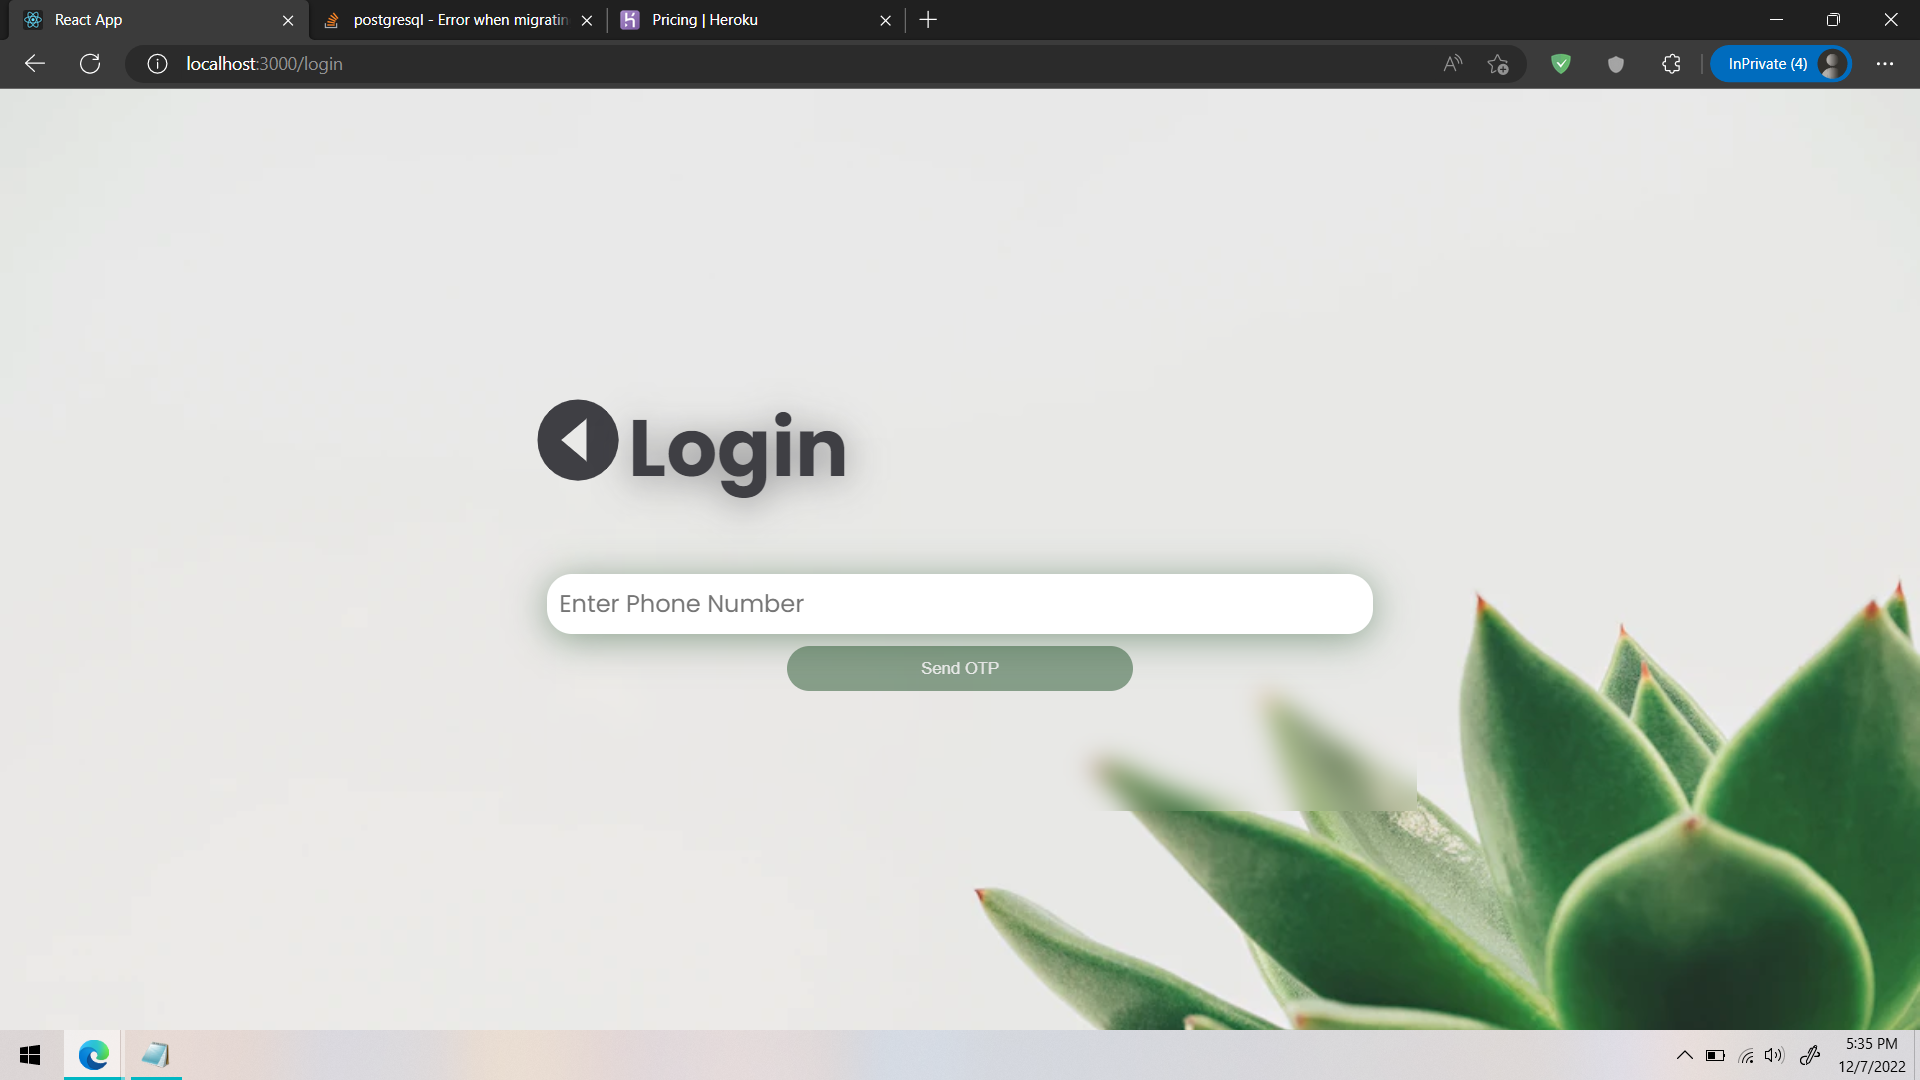 React App
postgresql - Error when migratin
Pricing | Heroku
localhost:3000/login
InPrivate (4)
Login
Enter Phone Number
Send OTP
5:35 PM
12/7/2022